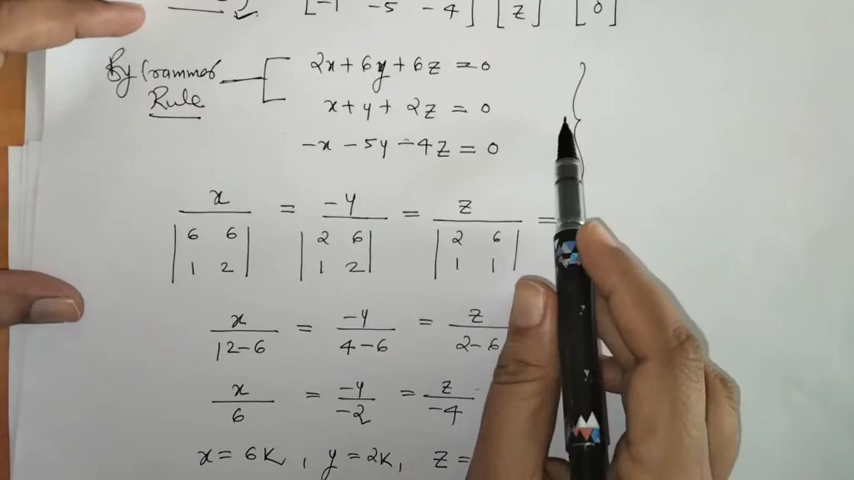 [-1 -5 -4] [z] [0]
By Crammer Rule
2x+6y+6z=0
x+y+2z=0
-x-5y-4z=0
x/|6 6; 1 2| = -y/|2 6; 1 2| = z/|2 6; 1 1| =
x/12-6 = -y/4-6 = z/2-6
x/6 = -y/-2 = z/-4
x=6K, y=2K, z=